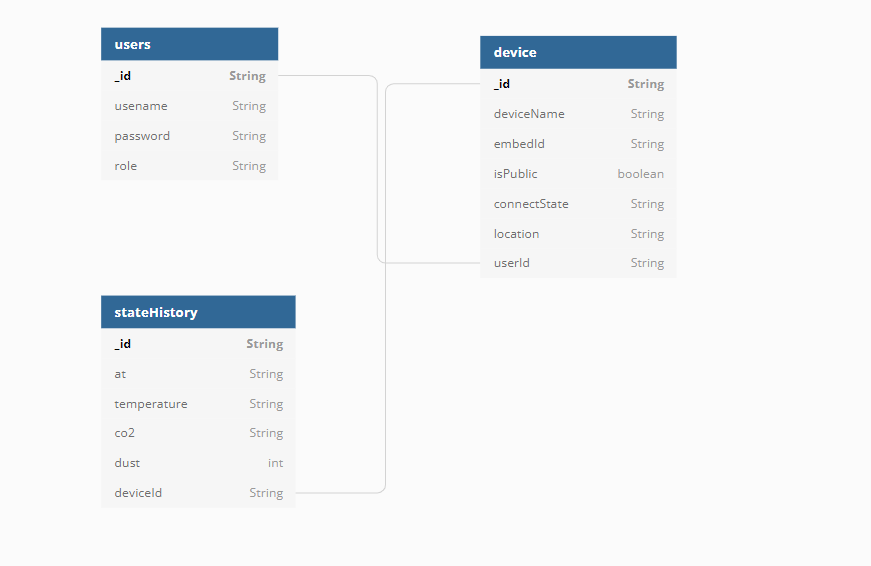 users
_id String
usename String
password String
role String
device
_id String
deviceName String
embedId String
isPublic boolean
connectState String
location String
userId String
stateHistory
_id String
at String
temperature String
co2 String
dust int
deviceId String